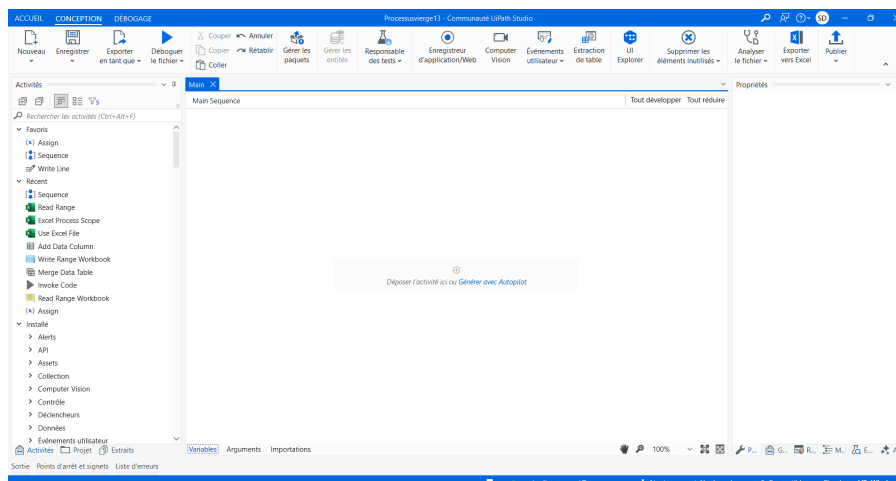 ACCUEIL CONCEPTION DÉBOGAGE Processusvierge13 - Communauté UiPath Studio SD
Nouveau Enregistrer Exporter en tant que Déboguer le fichier Couper Copier Coller Annuler Rétablir Gérer les paquets Gérer les entités Responsable des tests Enregistreur d'application/Web Computer Vision Événements utilisateur Extraction de table UI Explorer Supprimer les éléments inutilisés Analyser le fichier Exporter vers Excel Publier
Activités Main Propriétés
Main Sequence Tout développer Tout réduire
Rechercher les activités (Ctrl+Alt+F)
Favoris
Assign
Sequence
Write Line
Récent
Sequence
Read Range
Excel Process Scope
Use Excel File
Add Data Column
Write Range Workbook
Merge Data Table
Invoke Code
Read Range Workbook
Assign
Déposer l'activité ici ou Générer avec Autopilot
Installé
Alerts
API
Assets
Collection
Computer Vision
Contrôle
Déclencheurs
Données
Événements utilisateur
Activités Projet Extraits Variables Arguments Importations 100% P... G... R... M... E...
Sortie Points d'arrêt et signets Liste d'erreurs